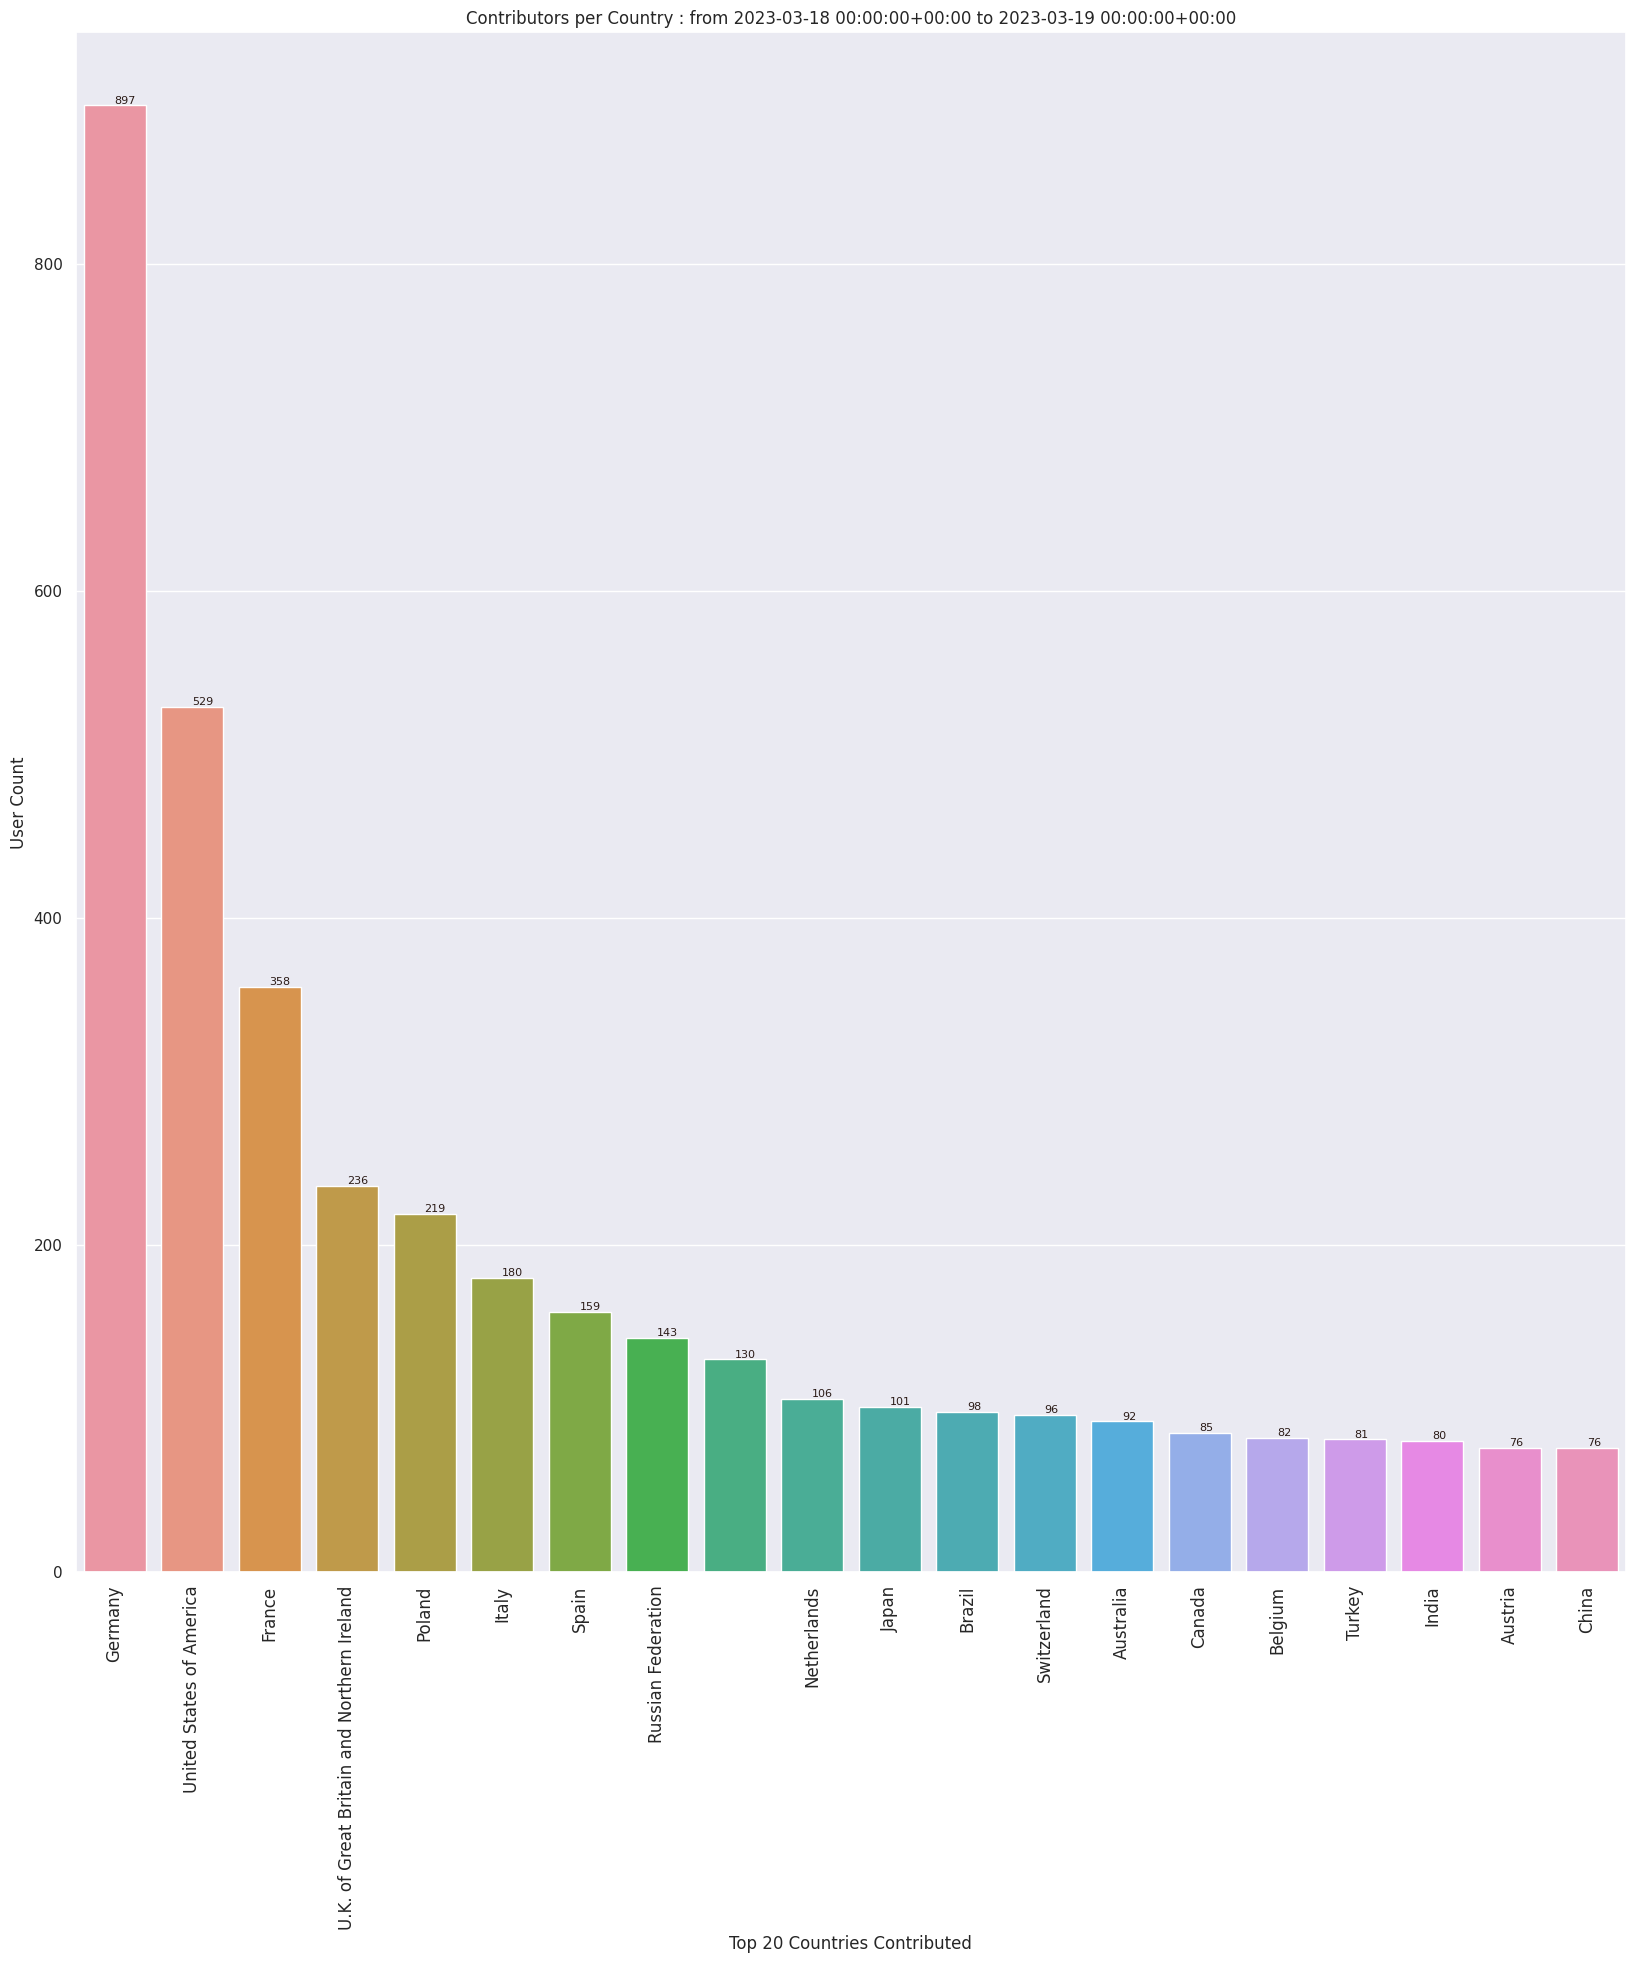 Contributors per Country : from 2023-03-18 00:00:00+00:00 to 2023-03-19 00:00:00+00:00
User Count
800
600
400
200
0
897
529
358
236
219
180
159
143
130
106
101
98
96
92
85
82
81
80
76
76
Germany
United States of America
France
U.K. of Great Britain and Northern Ireland
Poland
Italy
Spain
Russian Federation
Netherlands
Japan
Brazil
Switzerland
Australia
Canada
Belgium
Turkey
India
Austria
China
Top 20 Countries Contributed